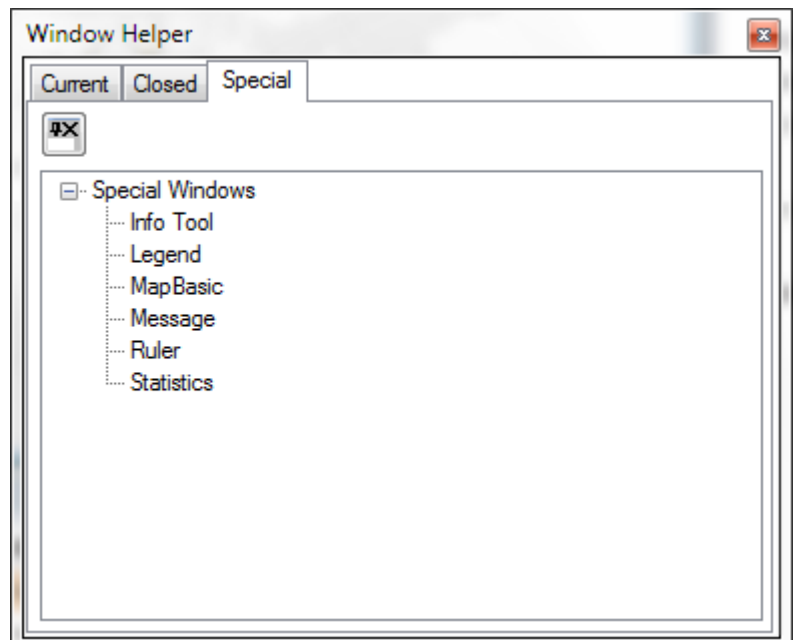 Window Helper
Current Closed Special
Special Windows
Info Tool
Legend
MapBasic
Message
Ruler
Statistics